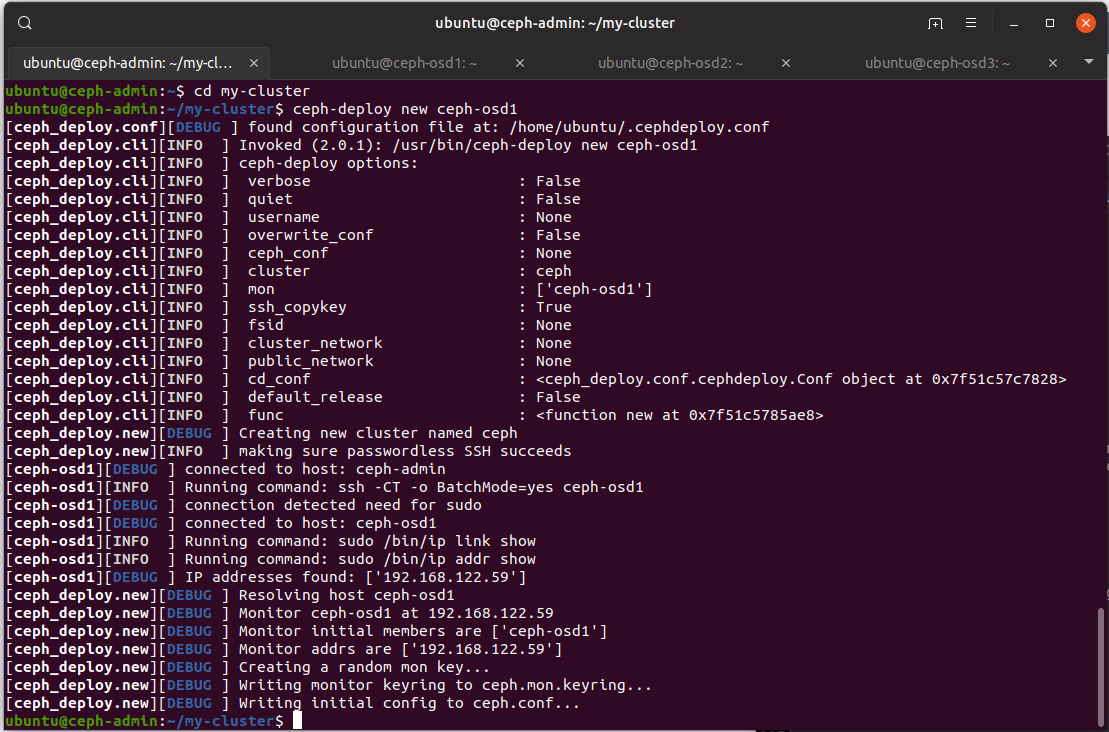 ubuntu@ceph-admin: ~/my-cluster
ubuntu@ceph-admin: ~/my-cl... ubuntu@ceph-osd1: ~ ubuntu@ceph-osd2: ~ ubuntu@ceph-osd3: ~
ubuntu@ceph-admin:~$ cd my-cluster
ubuntu@ceph-admin:~/my-cluster$ ceph-deploy new ceph-osd1
[ceph_deploy.conf][DEBUG ] found configuration file at: /home/ubuntu/.cephdeploy.conf
[ceph_deploy.cli][INFO  ] Invoked (2.0.1): /usr/bin/ceph-deploy new ceph-osd1
[ceph_deploy.cli][INFO  ] ceph-deploy options:
[ceph_deploy.cli][INFO  ]  verbose                       : False
[ceph_deploy.cli][INFO  ]  quiet                         : False
[ceph_deploy.cli][INFO  ]  username                      : None
[ceph_deploy.cli][INFO  ]  overwrite_conf                : False
[ceph_deploy.cli][INFO  ]  ceph_conf                     : None
[ceph_deploy.cli][INFO  ]  cluster                       : ceph
[ceph_deploy.cli][INFO  ]  mon                           : ['ceph-osd1']
[ceph_deploy.cli][INFO  ]  ssh_copykey                   : True
[ceph_deploy.cli][INFO  ]  fsid                          : None
[ceph_deploy.cli][INFO  ]  cluster_network               : None
[ceph_deploy.cli][INFO  ]  public_network                : None
[ceph_deploy.cli][INFO  ]  cd_conf                       : <ceph_deploy.conf.cephdeploy.Conf object at 0x7f51c57c7828>
[ceph_deploy.cli][INFO  ]  default_release               : False
[ceph_deploy.cli][INFO  ]  func                          : <function new at 0x7f51c5785ae8>
[ceph_deploy.new][DEBUG ] Creating new cluster named ceph
[ceph_deploy.new][INFO  ] making sure passwordless SSH succeeds
[ceph-osd1][DEBUG ] connected to host: ceph-admin
[ceph-osd1][INFO  ] Running command: ssh -CT -o BatchMode=yes ceph-osd1
[ceph-osd1][DEBUG ] connection detected need for sudo
[ceph-osd1][DEBUG ] connected to host: ceph-osd1
[ceph-osd1][INFO  ] Running command: sudo /bin/ip link show
[ceph-osd1][INFO  ] Running command: sudo /bin/ip addr show
[ceph-osd1][DEBUG ] IP addresses found: ['192.168.122.59']
[ceph_deploy.new][DEBUG ] Resolving host ceph-osd1
[ceph_deploy.new][DEBUG ] Monitor ceph-osd1 at 192.168.122.59
[ceph_deploy.new][DEBUG ] Monitor initial members are ['ceph-osd1']
[ceph_deploy.new][DEBUG ] Monitor addrs are ['192.168.122.59']
[ceph_deploy.new][DEBUG ] Creating a random mon key...
[ceph_deploy.new][DEBUG ] Writing monitor keyring to ceph.mon.keyring...
[ceph_deploy.new][DEBUG ] Writing initial config to ceph.conf...
ubuntu@ceph-admin:~/my-cluster$